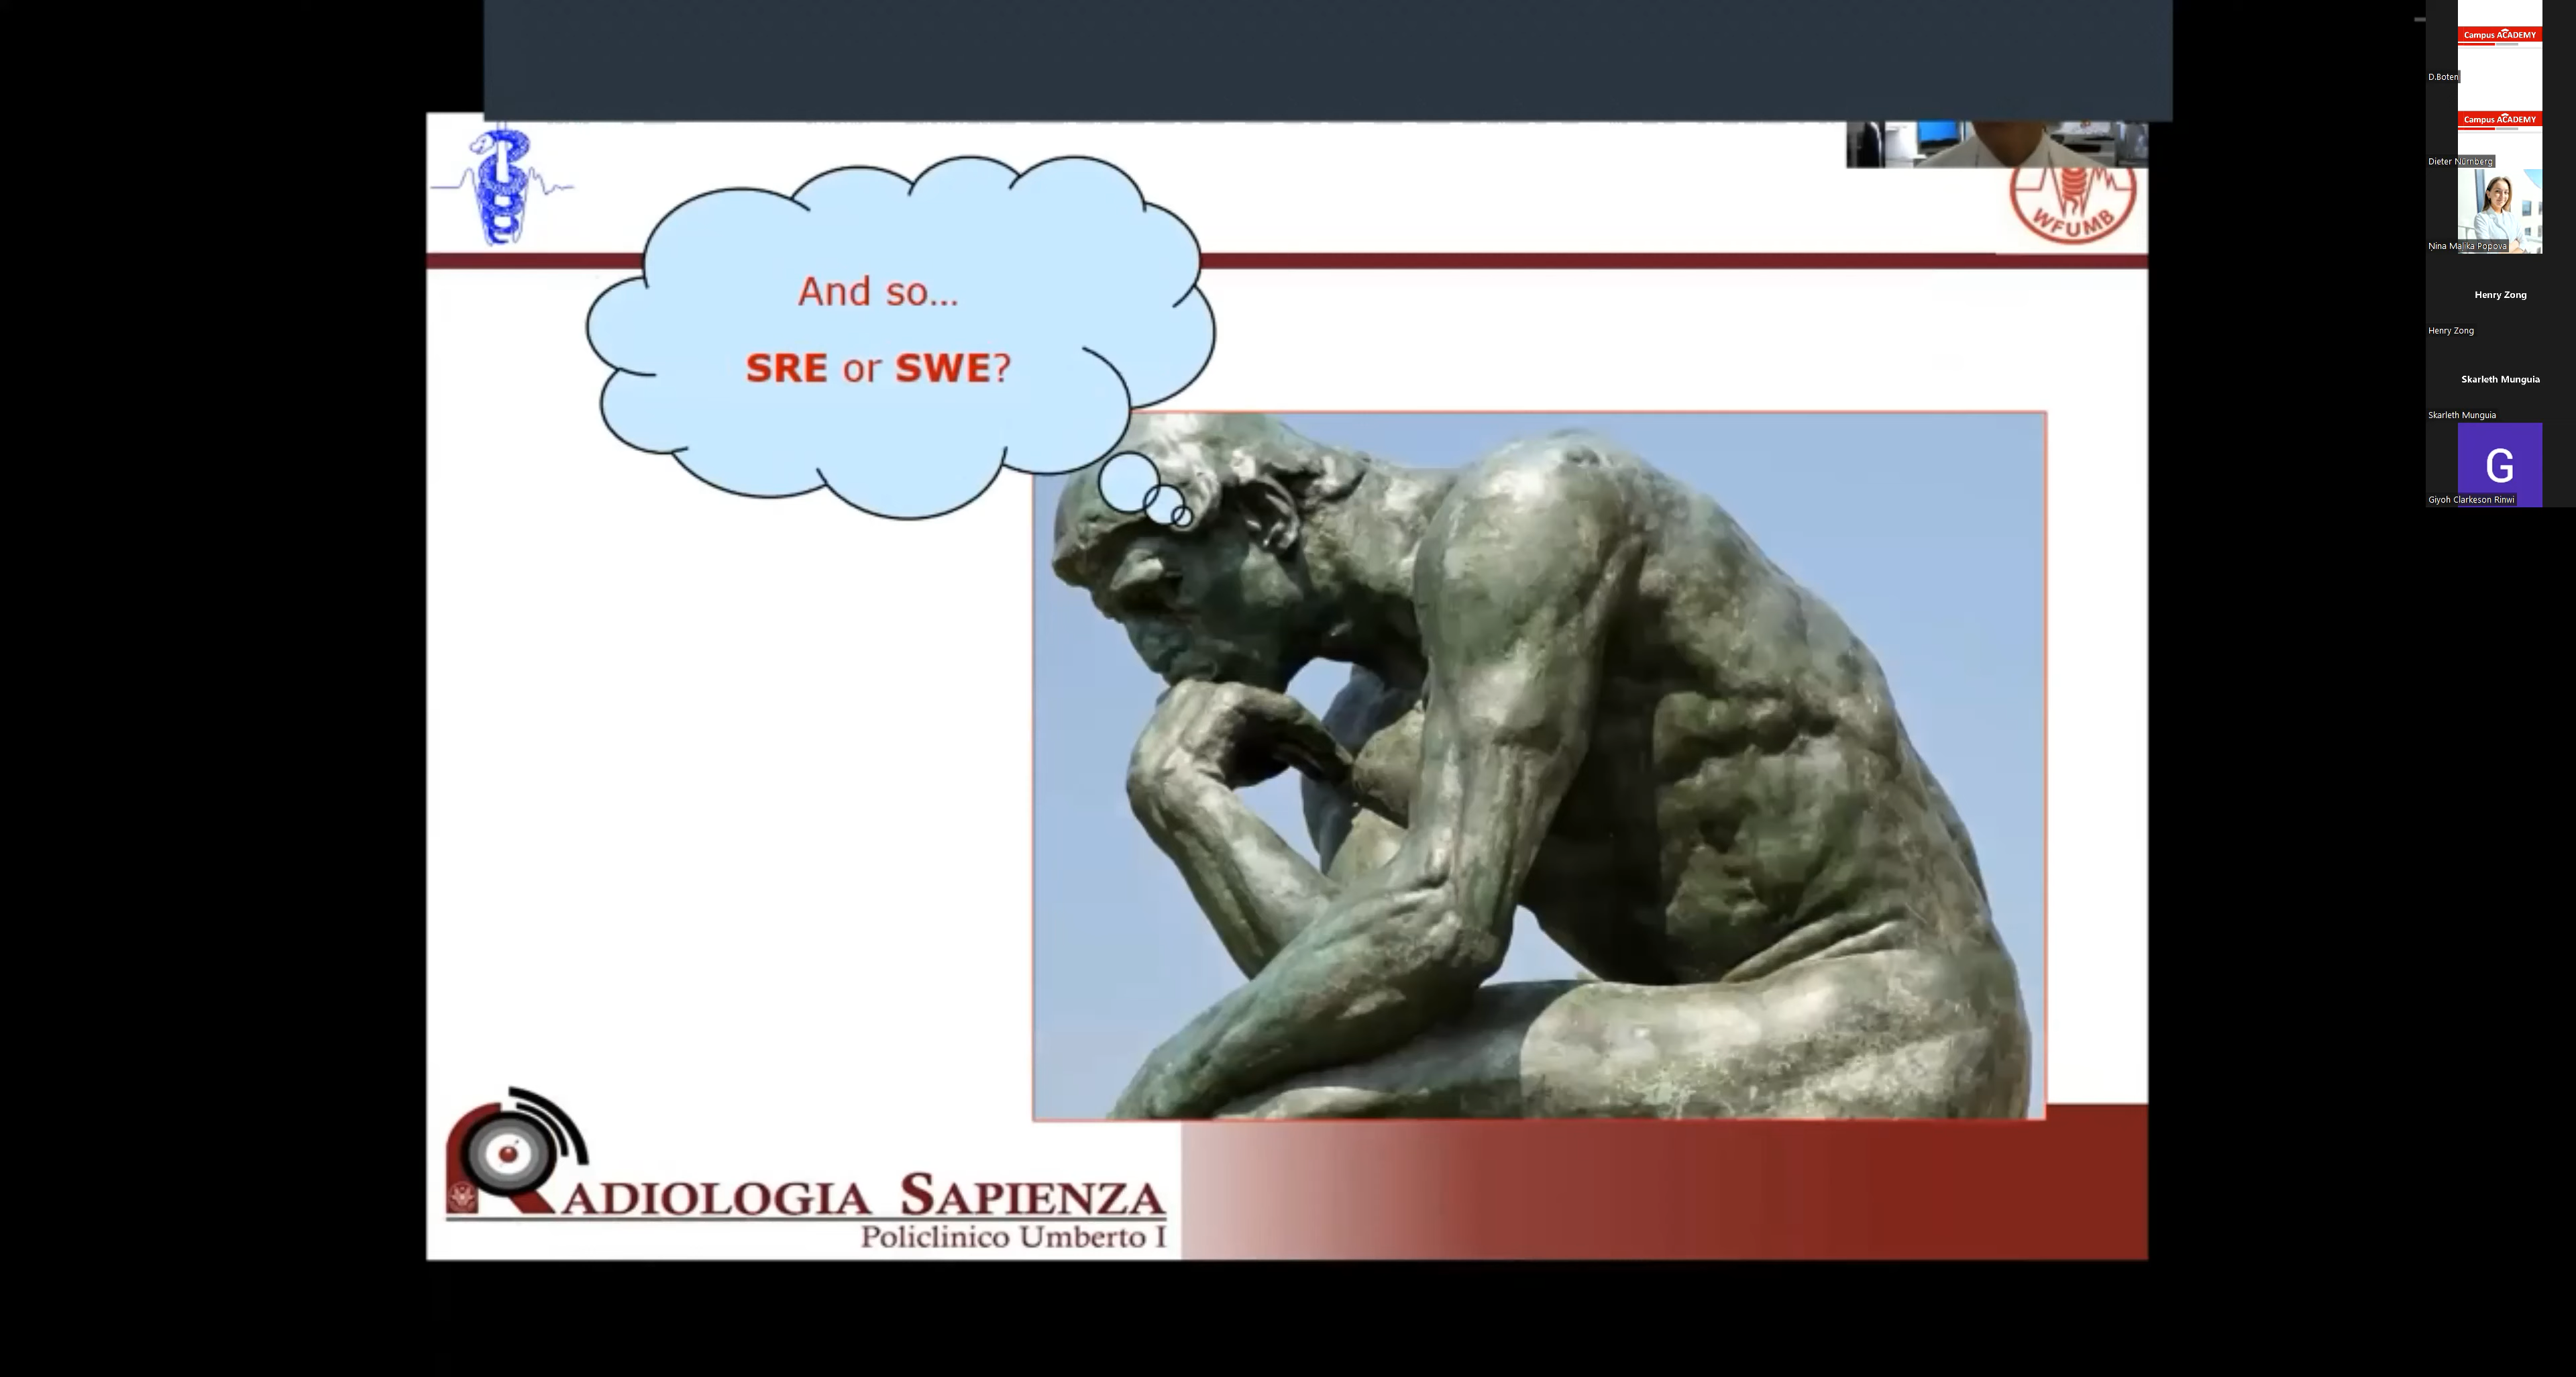 And so...
SRE or SWE?
WFUMB
RADIOLOGIA SAPIENZA
Policlinico Umberto I
Campus ACADEMY
D.Boten
Campus ACADEMY
Dieter Nürnberg
Nina Malika Popova
Henry Zong
Henry Zong
Skarleth Munguia
Skarleth Munguia
G
Giyoh Clarkeson Rinwi